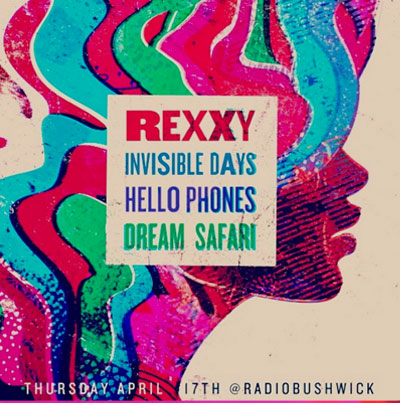 REXXY
INVISIBLE DAYS
HELLO PHONES
DREAM SAFARI
THURSDAY APRIL 17TH @RADIOBUSHWICK